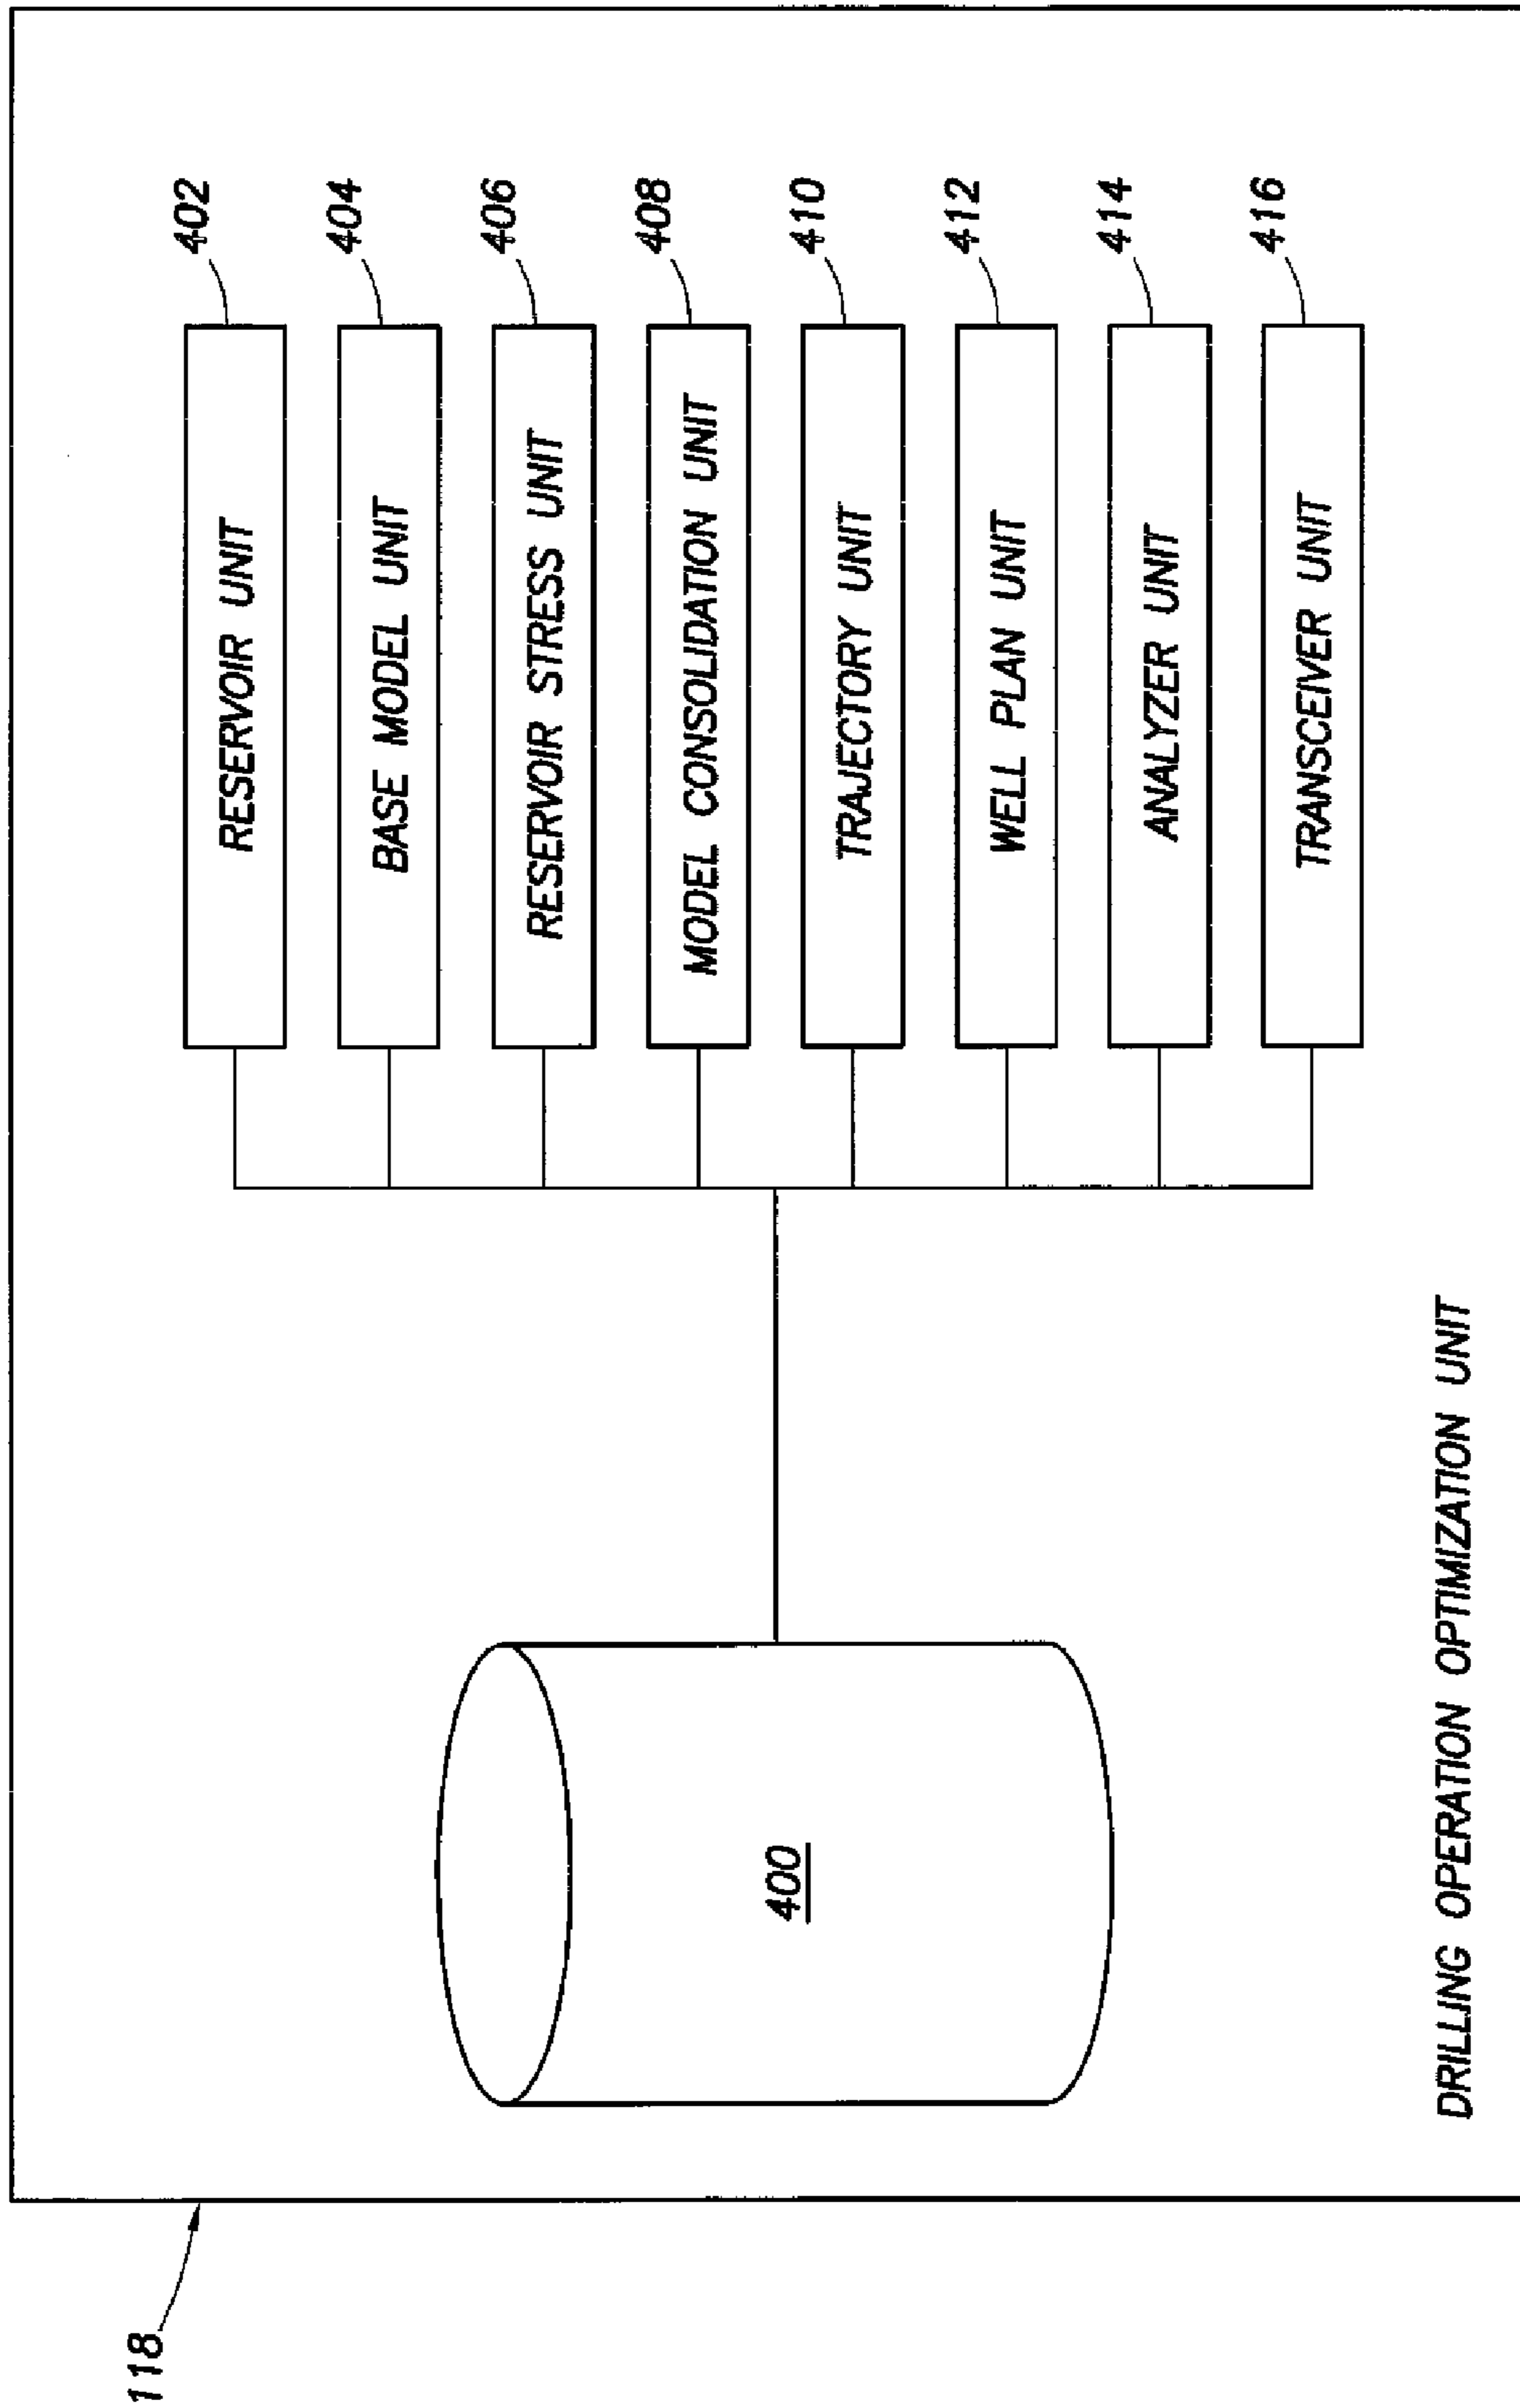 118
402
RESERVOIR UNIT
404
BASE MODEL UNIT
406
RESERVOIR STRESS UNIT
408
MODEL CONSOLIDATION UNIT
400
410
TRAJECTORY UNIT
412
WELL PLAN UNIT
414
ANALYZER UNIT
416
TRANSCEIVER UNIT
DRILLING OPERATION OPTIMIZATION UNIT